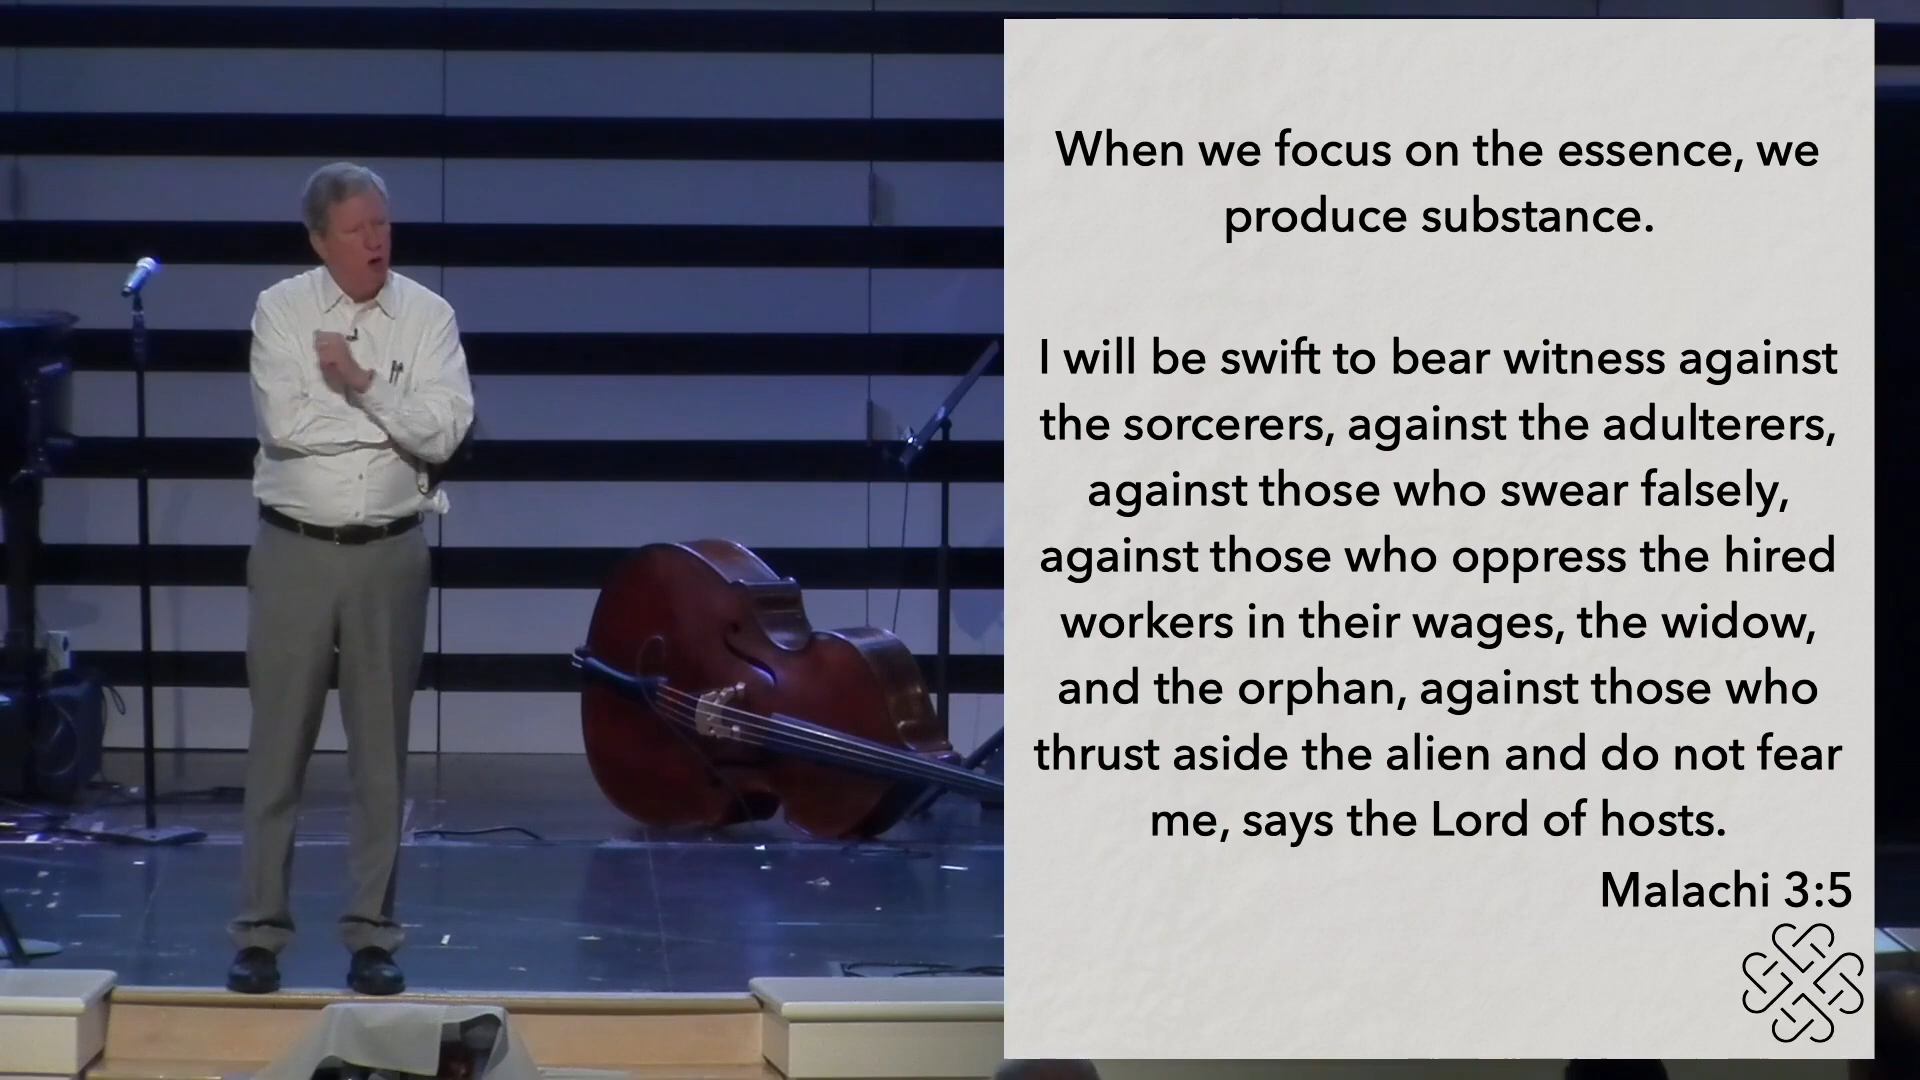 When we focus on the essence, we
produce substance.
I will be swift to bear witness against
the sorcerers, against the adulterers,
against those who swear falsely,
against those who oppress the hired
workers in their wages, the widow,
and the orphan, against those who
thrust aside the alien and do not fear
me, says the Lord of hosts.
Malachi 3:5